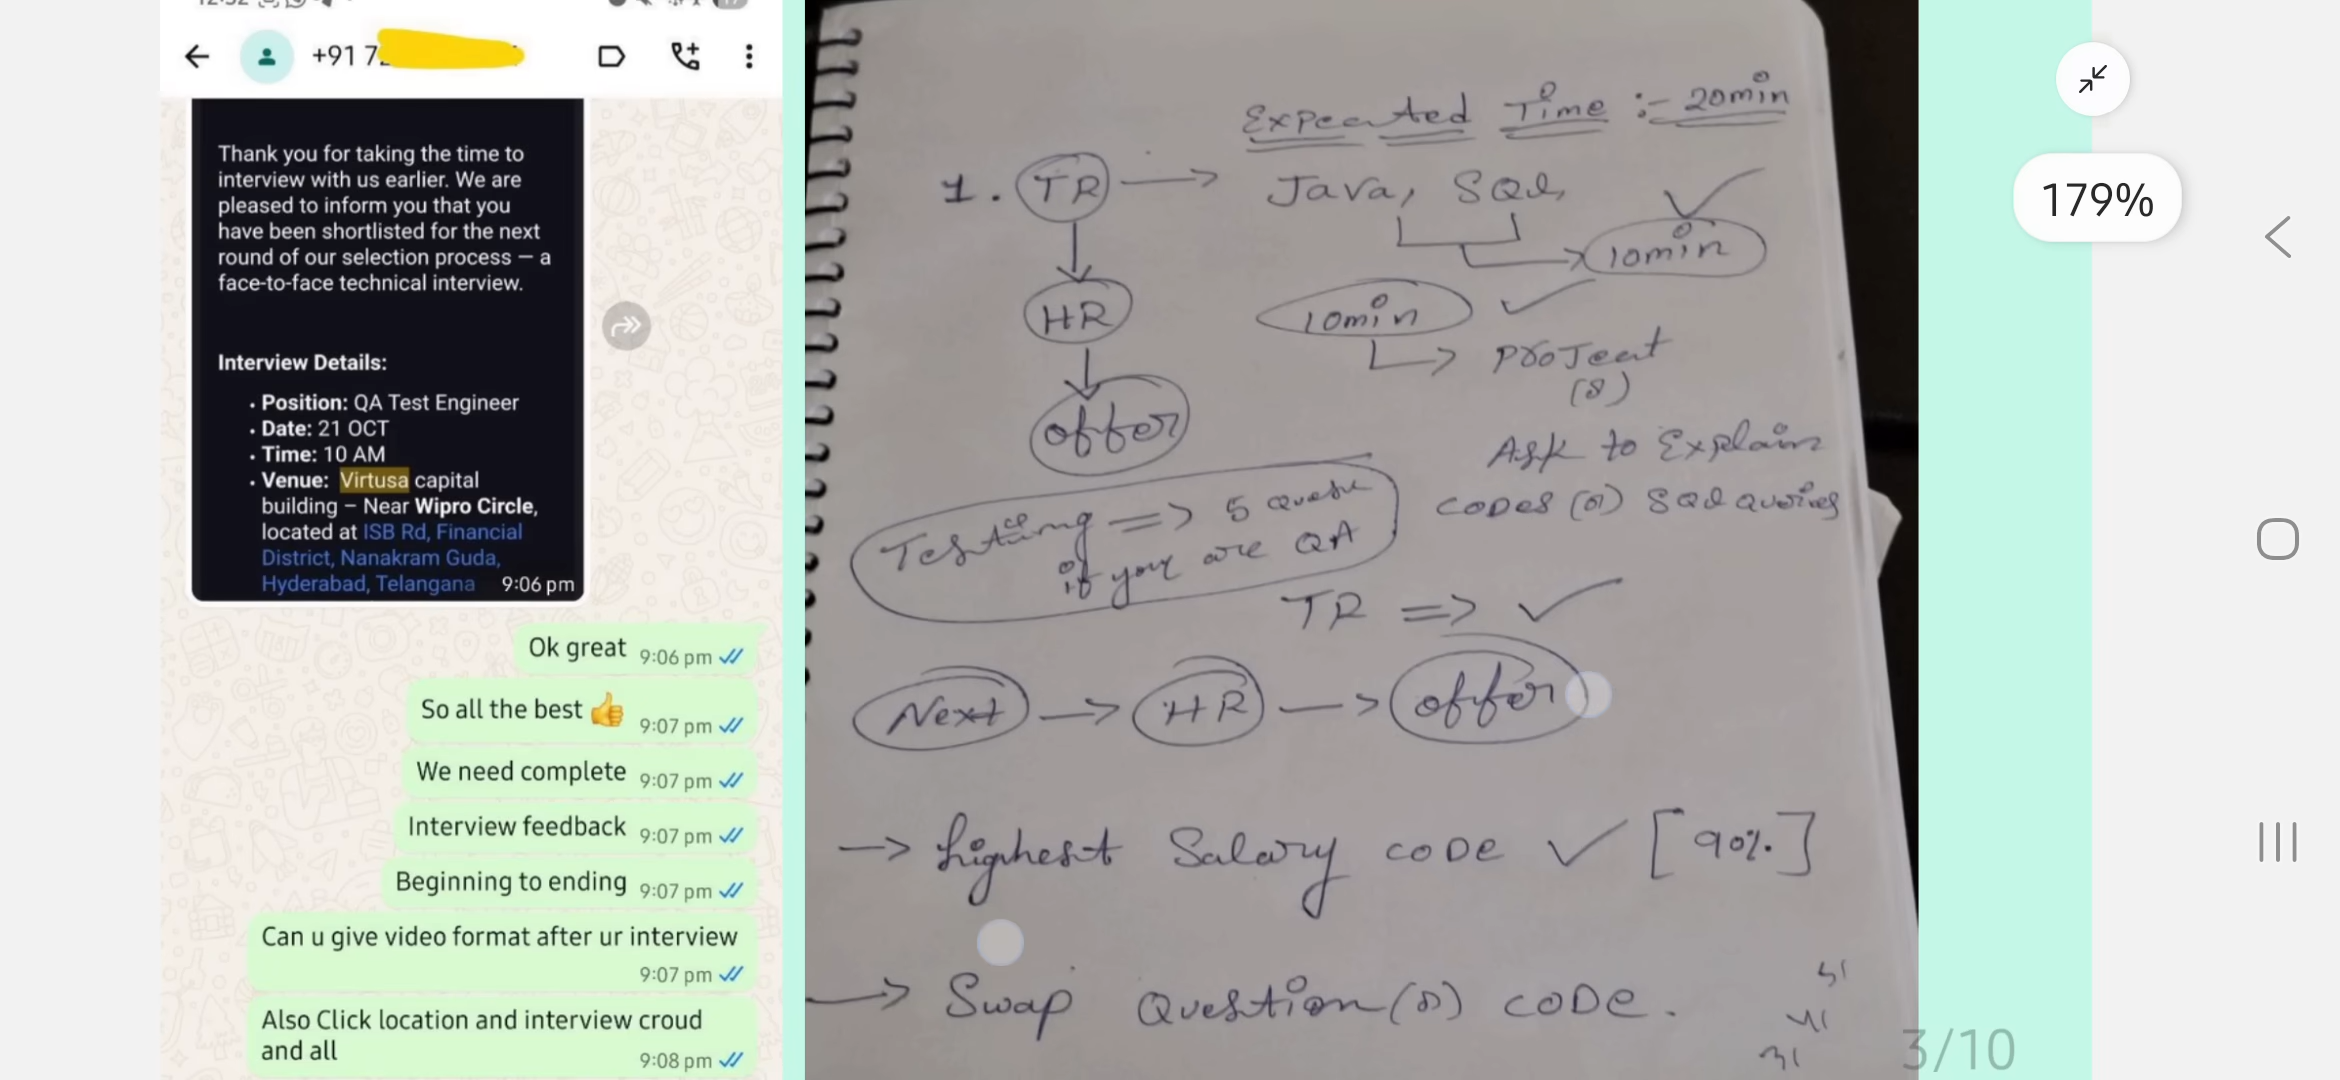 +91 7
Thank you for taking the time to
interview with us earlier. We are
pleased to inform you that you
have been shortlisted for the next
round of our selection process – a
face-to-face technical interview.
Interview Details:
• Position: QA Test Engineer
• Date: 21 OCT
• Time: 10 AM
• Venue: Virtusa capital
building – Near Wipro Circle,
located at ISB Rd, Financial
District, Nanakram Guda,
Hyderabad, Telangana 9:06 pm
Ok great 9:06 pm
So all the best 👍 9:07 pm
We need complete 9:07 pm
Interview feedback 9:07 pm
Beginning to ending 9:07 pm
Can u give video format after ur interview
9:07 pm
Also Click location and interview croud
and all 9:08 pm
Expected Time :- 20min
1. TR → Java, SQL,
10min
HR
10min
→ Project
(s)
offer
Ask to Explain
codes (or) SQL queries
Testing => 5 
if your are QA
TR => ✓
Next → HR → offer
→ highest Salary code ✓ [90%]
→ Swap Question(s) code.
3/10
179%